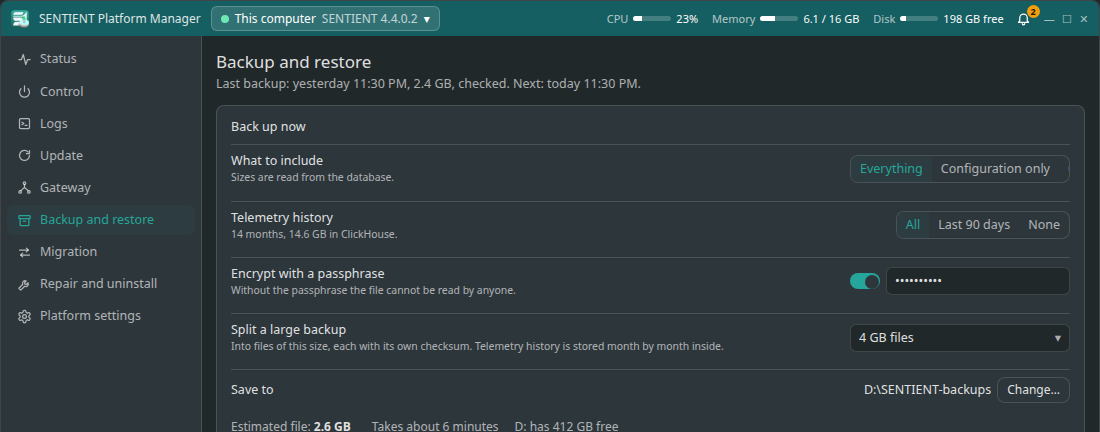 SENTIENT Platform Manager
This computer SENTIENT 4.4.0.2
CPU 23%
Memory 6.1 / 16 GB
Disk 198 GB free
2
Status
Control
Logs
Update
Gateway
Backup and restore
Migration
Repair and uninstall
Platform settings
Backup and restore
Last backup: yesterday 11:30 PM, 2.4 GB, checked. Next: today 11:30 PM.
Back up now
What to include
Sizes are read from the database.
Everything
Configuration only
Telemetry history
14 months, 14.6 GB in ClickHouse.
All
Last 90 days
None
Encrypt with a passphrase
Without the passphrase the file cannot be read by anyone.
••••••••••
Split a large backup
Into files of this size, each with its own checksum. Telemetry history is stored month by month inside.
4 GB files
Save to
D:\SENTIENT-backups
Change...
Estimated file: 2.6 GB
Takes about 6 minutes
D: has 412 GB free